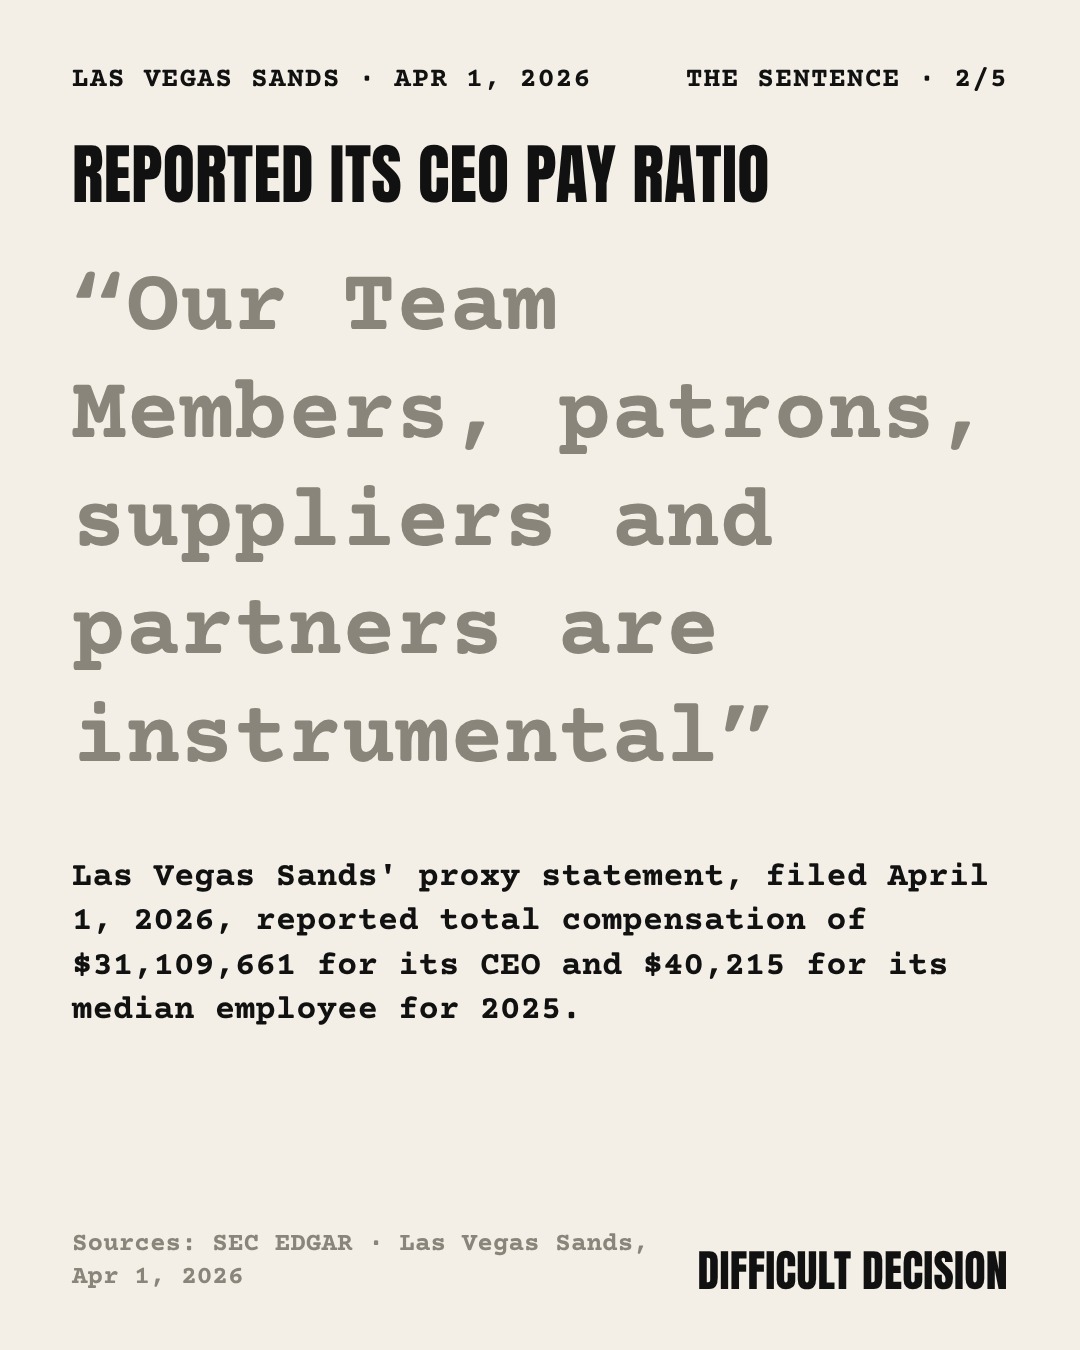 LAS VEGAS SANDS · APR 1, 2026
THE SENTENCE · 2/5
REPORTED ITS CEO PAY RATIO
“Our Team
Members, patrons,
suppliers and
partners are
instrumental”
Las Vegas Sands' proxy statement, filed April
1, 2026, reported total compensation of
$31,109,661 for its CEO and $40,215 for its
median employee for 2025.
Sources: SEC EDGAR · Las Vegas Sands,
Apr 1, 2026
DIFFICULT DECISION